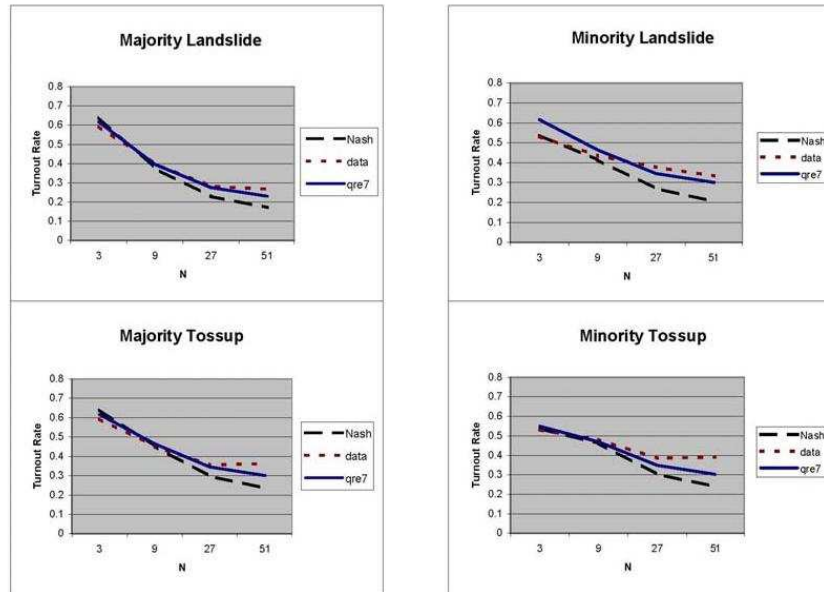 Majority Landslide
0.8
0.7
0.6
0.5
0.4
0.3
0.2
0.1
0
Turnout Rate
3 9 27 51
N
Nash
data
qre7
Minority Landslide
0.8
0.7
0.6
0.5
0.4
0.3
0.2
0.1
0
Turnout Rate
3 9 27 51
N
Nash
data
qre7
Majority Tossup
0.8
0.7
0.6
0.5
0.4
0.3
0.2
0.1
0
Turnout Rate
3 9 27 51
N
Nash
data
qre7
Minority Tossup
0.8
0.7
0.6
0.5
0.4
0.3
0.2
0.1
0
Turnout Rate
3 9 27 51
N
Nash
data
qre7